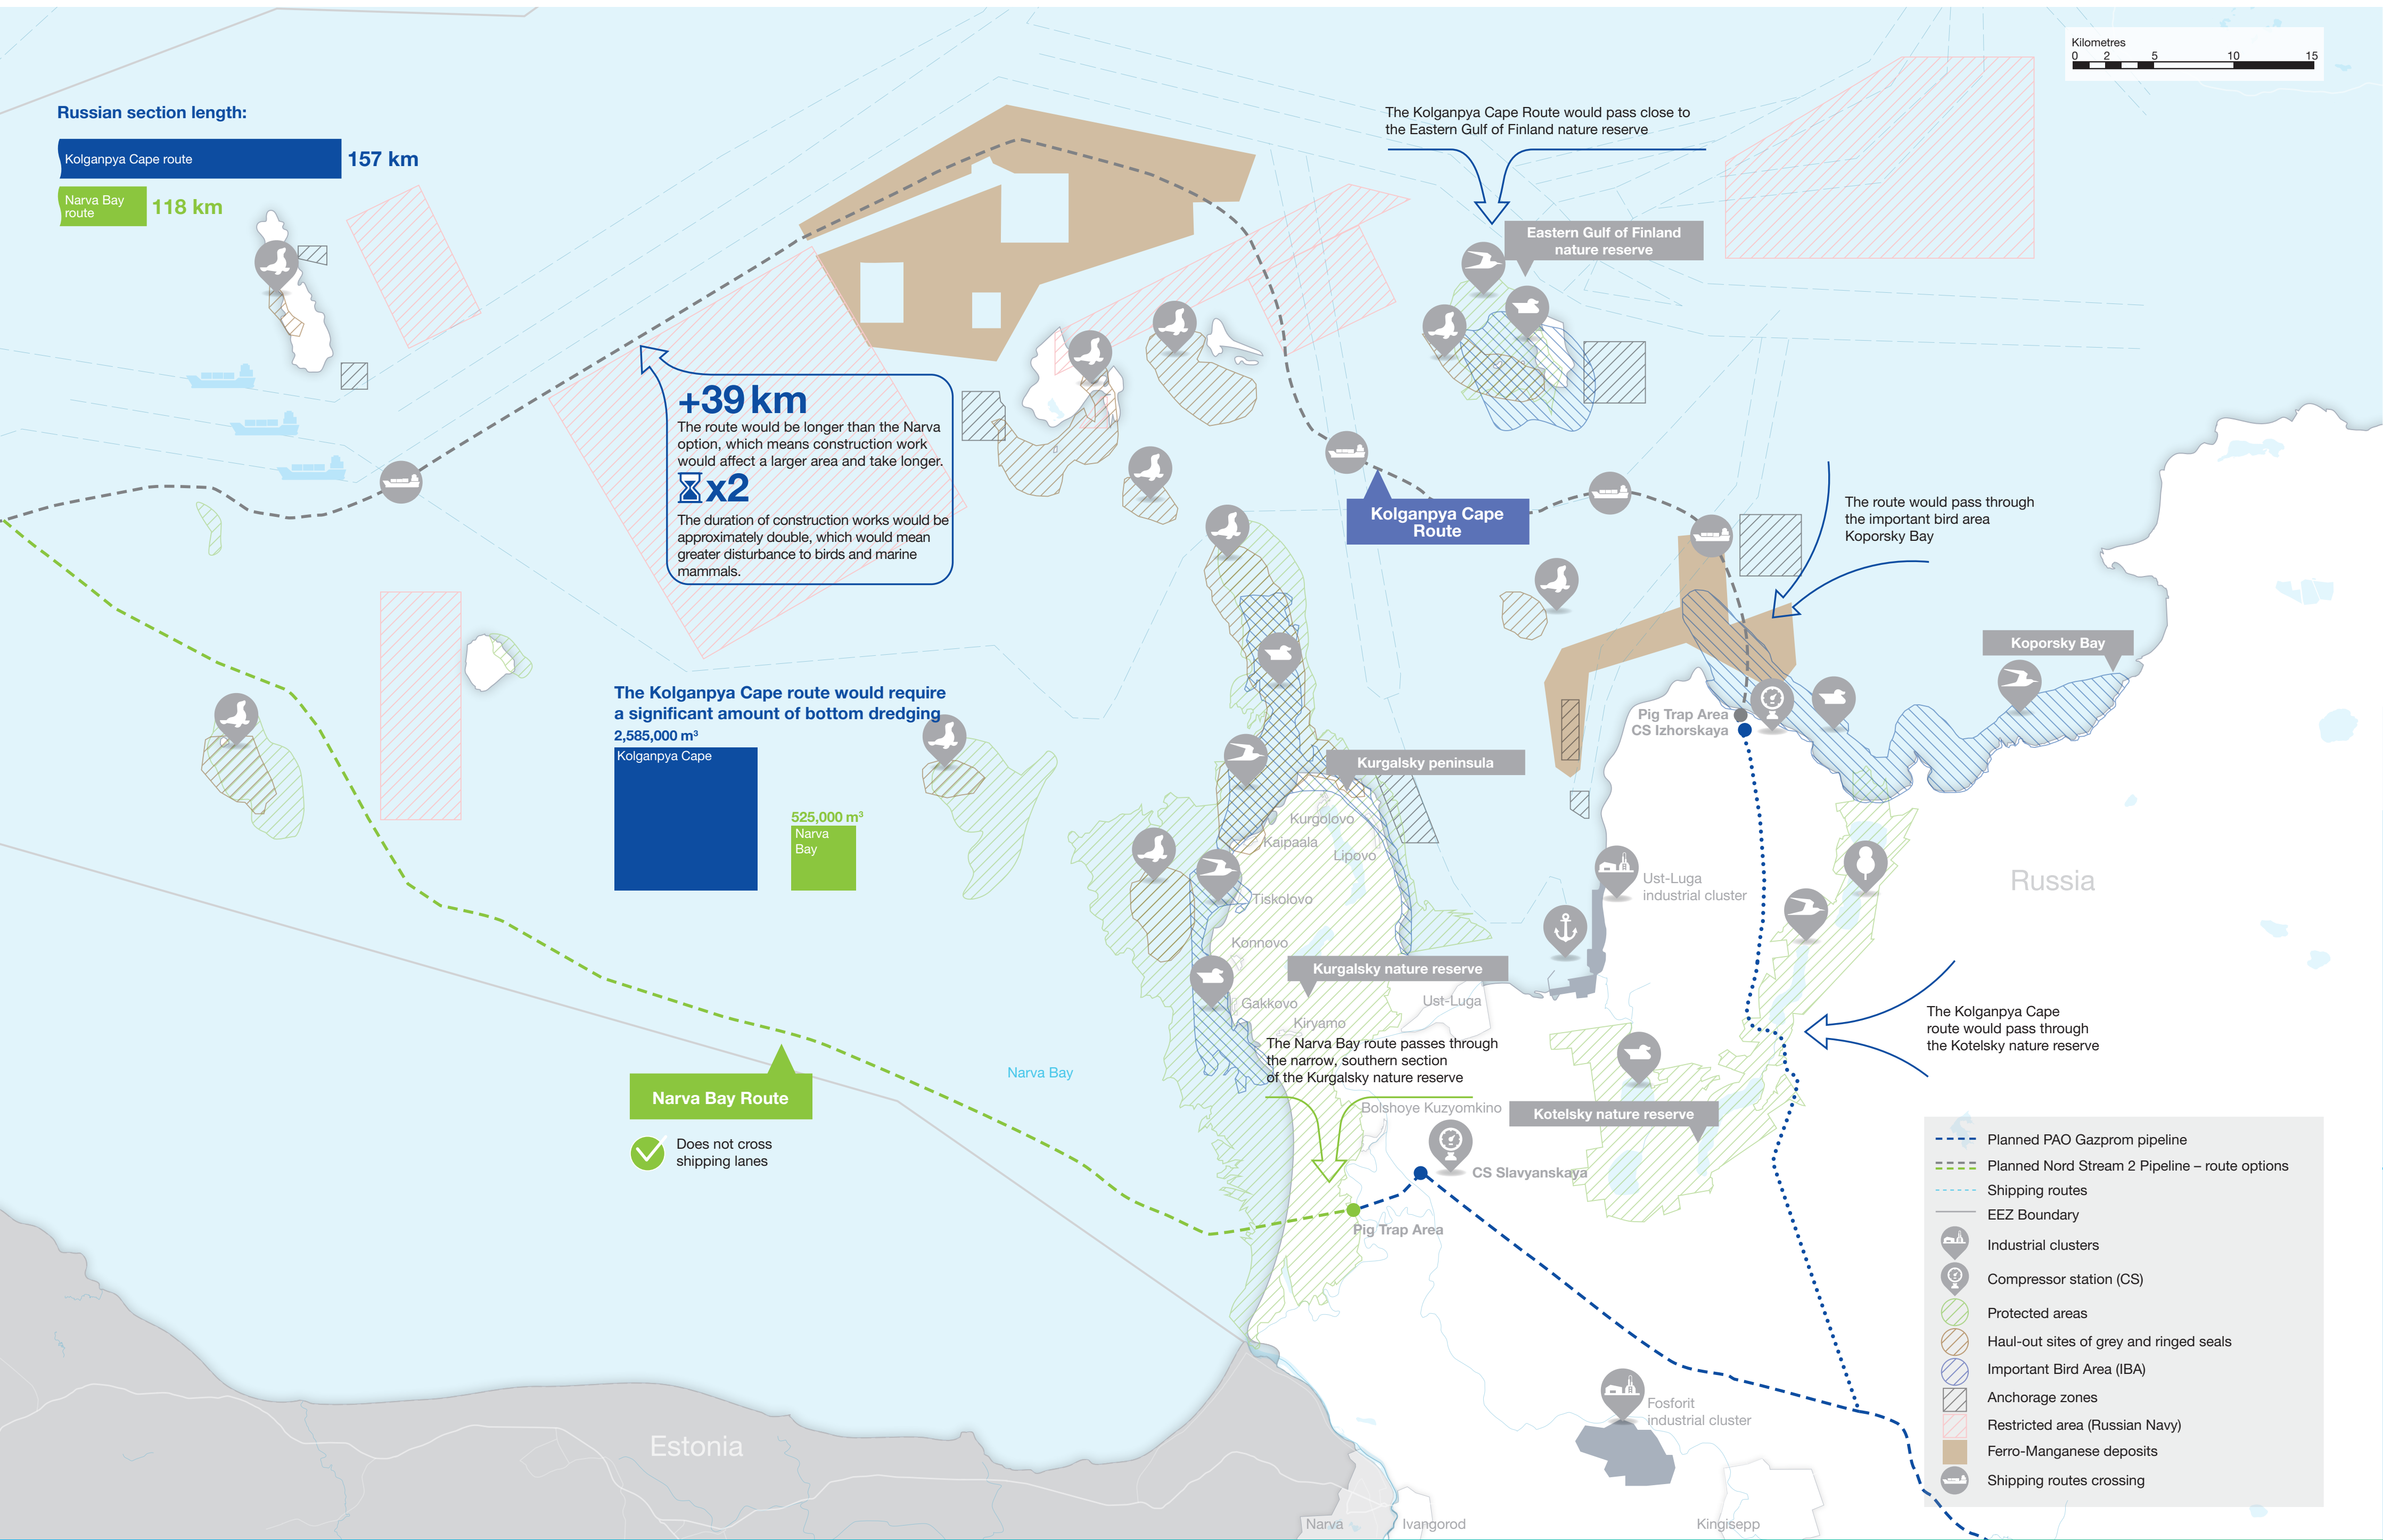 Kilometres
0 2 5 10 15
Russian section length:
Kolganpya Cape route
157 km
Narva Bay
route
118 km
The Kolganpya Cape Route would pass close to
the Eastern Gulf of Finland nature reserve
Eastern Gulf of Finland
nature reserve
+39 km
The route would be longer than the Narva
option, which means construction work
would affect a larger area and take longer.
x2
The duration of construction works would be
approximately double, which would mean
greater disturbance to birds and marine
mammals.
Kolganpya Cape
Route
The route would pass through
the important bird area
Koporsky Bay
Koporsky Bay
The Kolganpya Cape route would require
a significant amount of bottom dredging
2,585,000 m³
Kolganpya Cape
525,000 m³
Narva
Bay
Pig Trap Area
CS Izhorskaya
Kurgalsky peninsula
Kurgolovo
Kaipaala
Lipovo
Tiskolovo
Konnovo
Ust-Luga
industrial cluster
Russia
Kurgalsky nature reserve
Gakkovo
Ust-Luga
Kiryamo
The Narva Bay route passes through
the narrow, southern section
of the Kurgalsky nature reserve
The Kolganpya Cape
route would pass through
the Kotelsky nature reserve
Narva Bay
Narva Bay Route
Does not cross
shipping lanes
Bolshoye Kuzyomkino
Kotelsky nature reserve
CS Slavyanskaya
Pig Trap Area
Planned PAO Gazprom pipeline
Planned Nord Stream 2 Pipeline – route options
Shipping routes
EEZ Boundary
Industrial clusters
Compressor station (CS)
Protected areas
Haul-out sites of grey and ringed seals
Important Bird Area (IBA)
Anchorage zones
Restricted area (Russian Navy)
Ferro-Manganese deposits
Shipping routes crossing
Fosforit
industrial cluster
Estonia
Narva
Ivangorod
Kingisepp